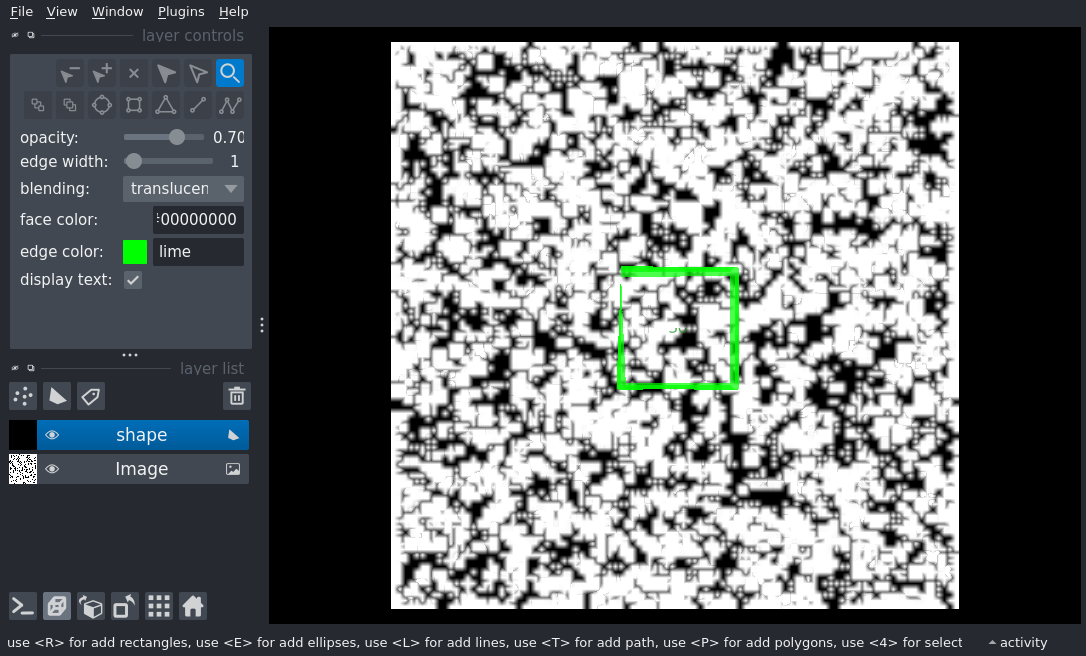 File View Window Plugins Help
layer controls
opacity: 0.70
edge width: 1
blending: translucen
face color: 00000000
edge color: lime
display text:
layer list
shape
Image
use <R> for add rectangles, use <E> for add ellipses, use <L> for add lines, use <T> for add path, use <P> for add polygons, use <4> for select
activity